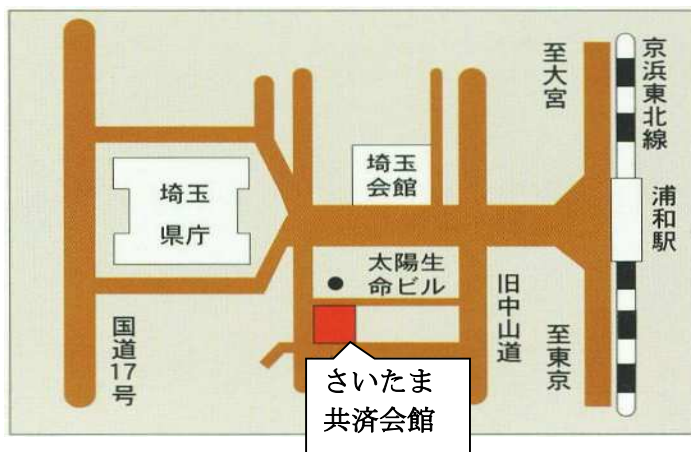 至大宮
京浜東北線
埼玉
会館
埼玉
県庁
浦和駅
太陽生
命ビル
旧中山道
国道17号
至東京
さいたま
共済会館